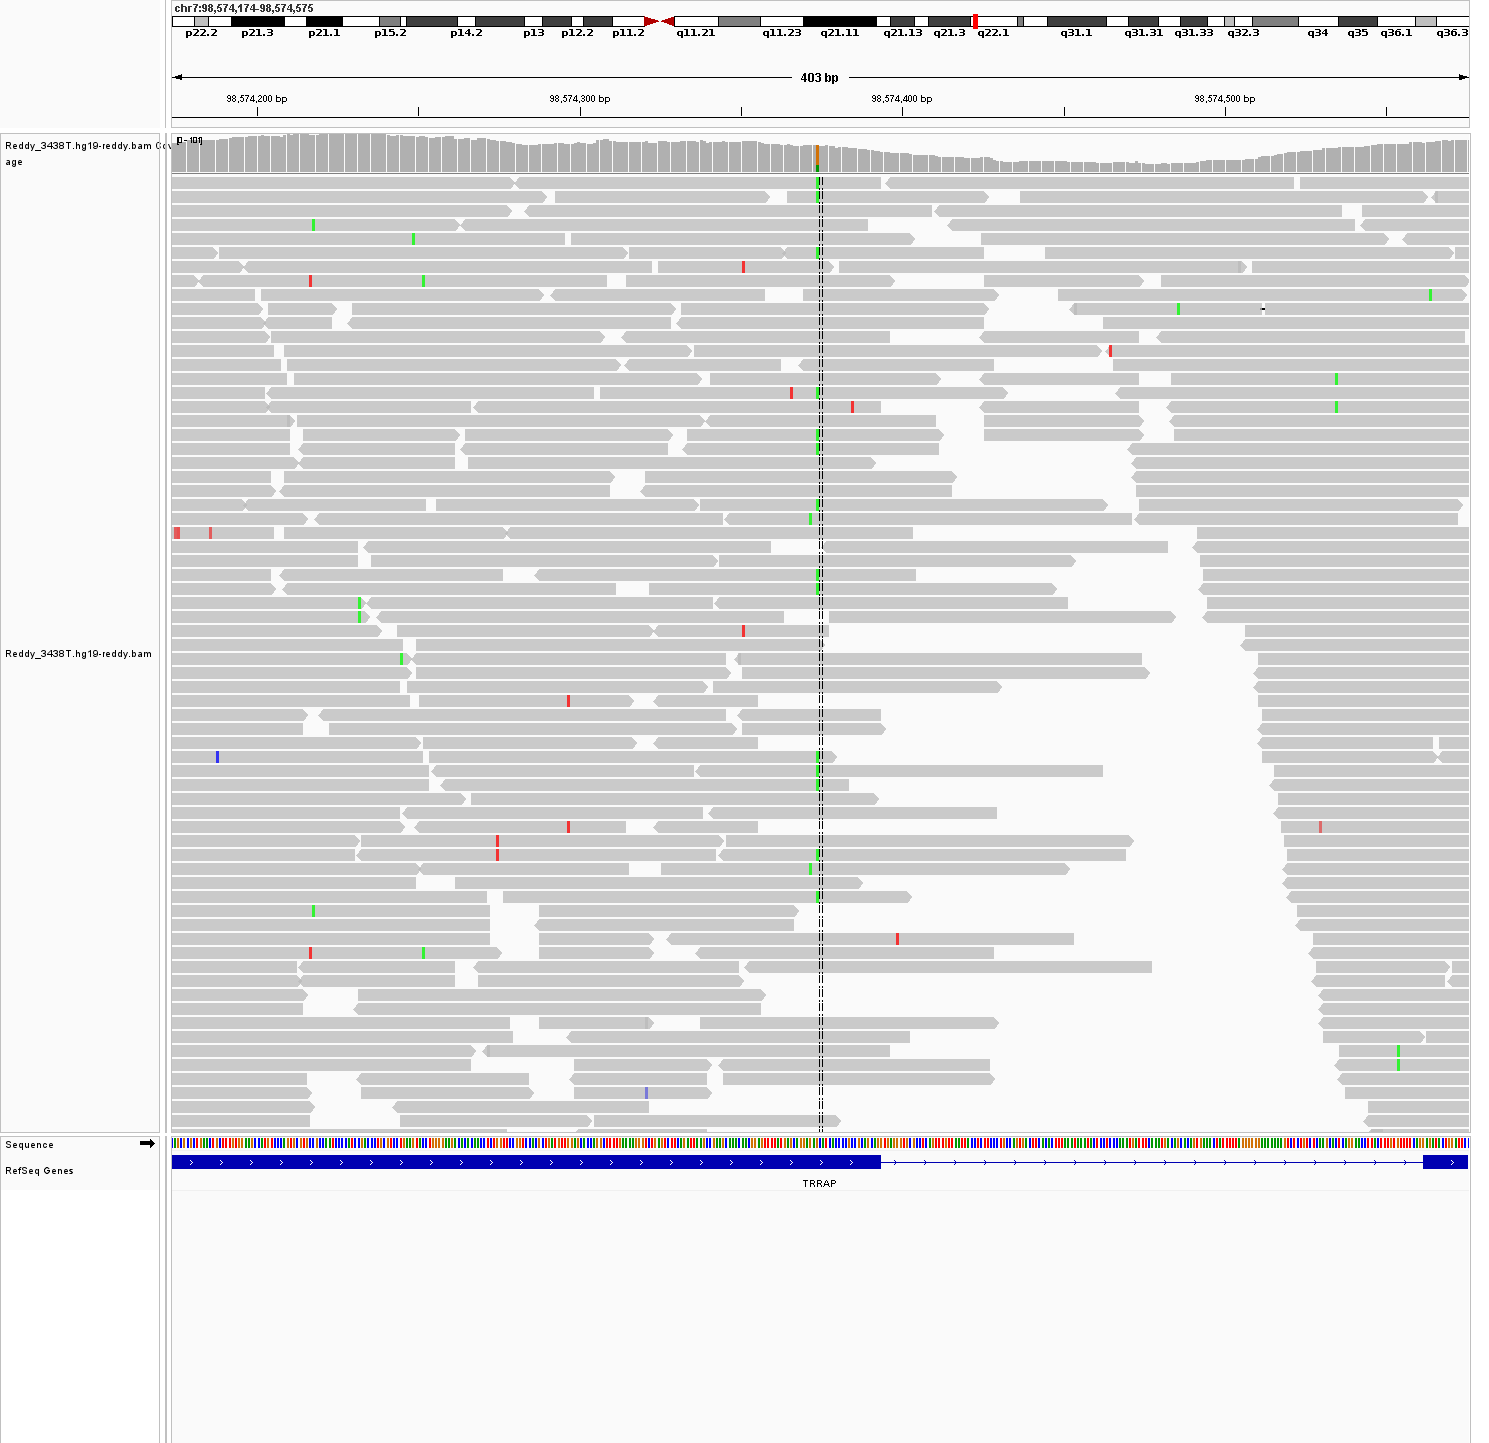 chr7:98,574,174-98,574,575
p22.2 p21.3 p21.1 p15.2 p14.2 p13 p12.2 p11.2 q11.21 q11.23 q21.11 q21.13 q21.3 q22.1 q31.1 q31.31 q31.33 q32.3 q34 q35 q36.1 q36.3
403 bp
98,574,200 bp 98,574,300 bp 98,574,400 bp 98,574,500 bp
Reddy_3438T.hg19-reddy.bam
age
[0 - 101]
Reddy_3438T.hg19-reddy.bam
Sequence
RefSeq Genes
TRRAP